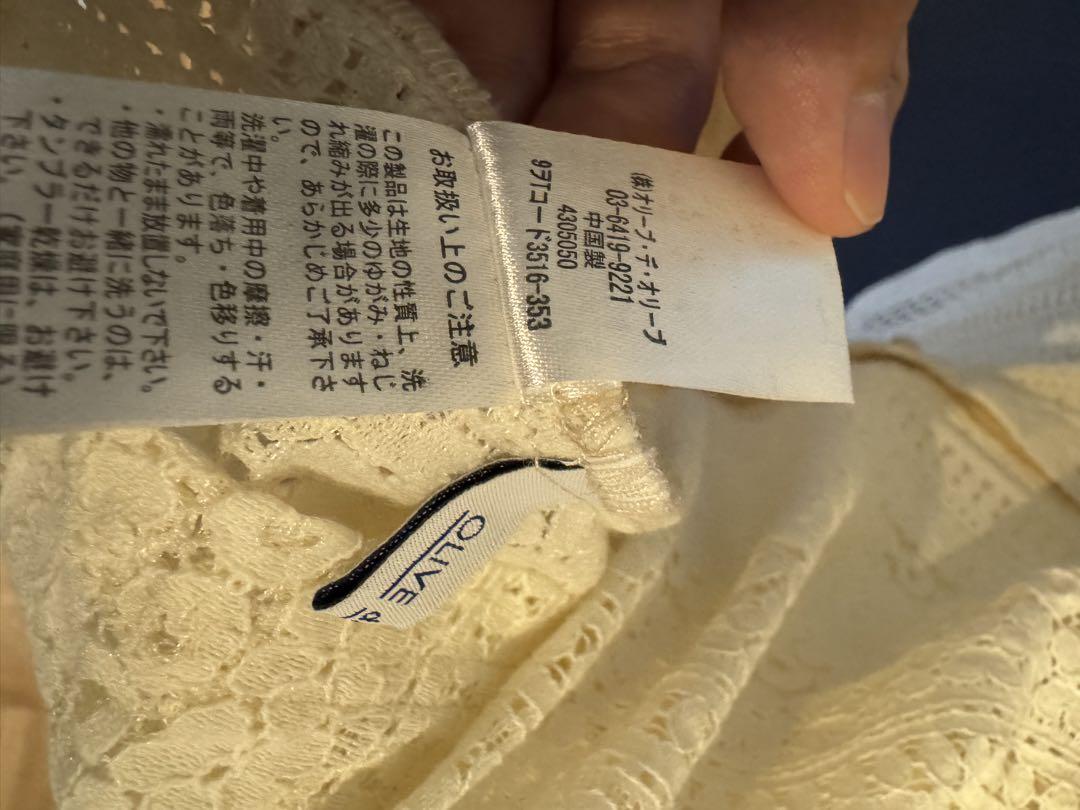 お取扱い上のご注意
この製品は生地の性質上、洗
濯の際に多少のゆがみ・ねじ
れ縮みが出る場合があります
ので、あらかじめご了承下さ
い。
洗濯中や着用中の摩擦・汗・
雨等で、色落ち・色移りする
ことがあります。
・濡れたまま放置しないで下さい。
・他の物と一緒に洗うのは、
できるだけお避け下さい。
・タンブラー乾燥は、お避け
下さい。
(株)オリーブ・デ・オリーブ
03-6419-9221
中国製
4305050
タテコード3516-353
OLIVE